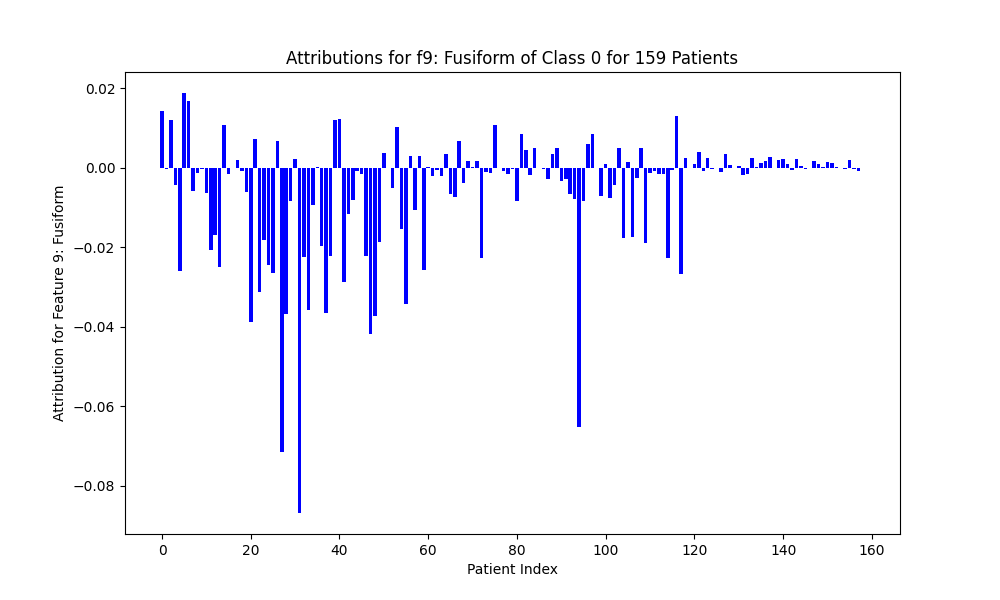 Attributions for f9: Fusiform of Class 0 for 159 Patients
0.02
0.00
−0.02
−0.04
−0.06
−0.08
Attribution for Feature 9: Fusiform
0 20 40 60 80 100 120 140 160
Patient Index